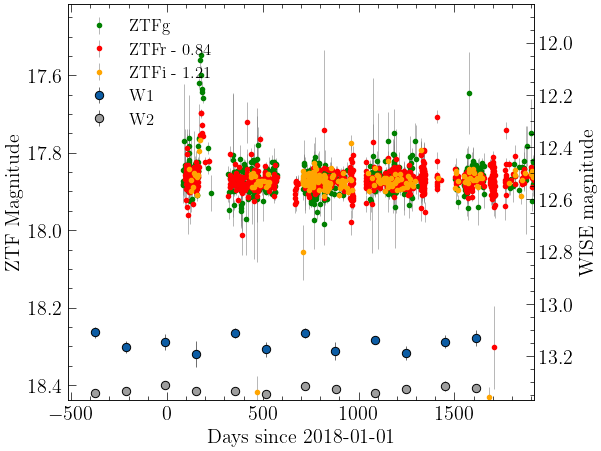 ZTFg
ZTFr - 0.84
ZTFi - 1.21
W1
W2
17.6
17.8
18.0
18.2
18.4
ZTF Magnitude
12.0
12.2
12.4
12.6
12.8
13.0
13.2
WISE magnitude
−500 0 500 1000 1500
Days since 2018-01-01